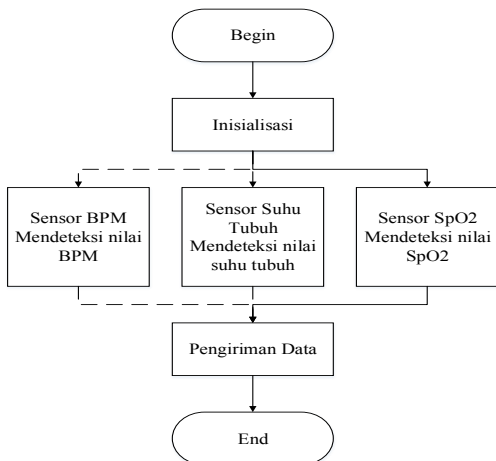 Begin
Inisialisasi
Sensor BPM
Mendeteksi nilai
BPM
Sensor Suhu
Tubuh
Mendeteksi nilai
suhu tubuh
Sensor SpO2
Mendeteksi nilai
SpO2
Pengiriman Data
End